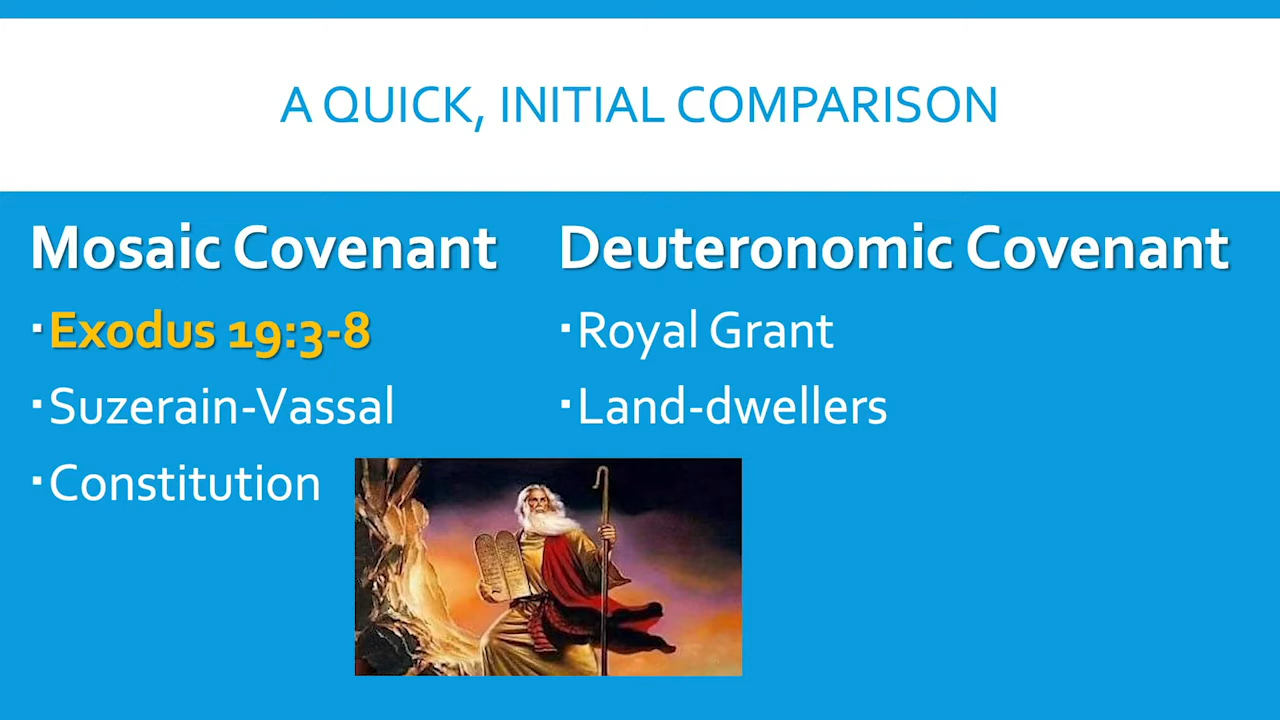 A QUICK, INITIAL COMPARISON
Mosaic Covenant
▪Exodus 19:3-8
▪Suzerain-Vassal
▪Constitution
Deuteronomic Covenant
▪Royal Grant
▪Land-dwellers